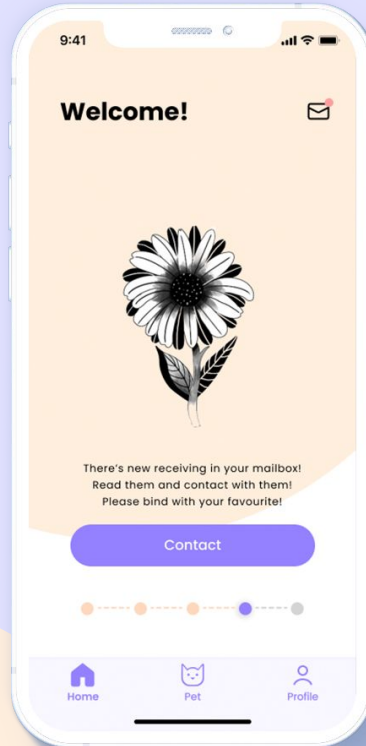 9:41
Welcome!
There's new receiving in your mailbox!
Read them and contact with them!
Please bind with your favourite!
Contact
Home
Pet
Profile